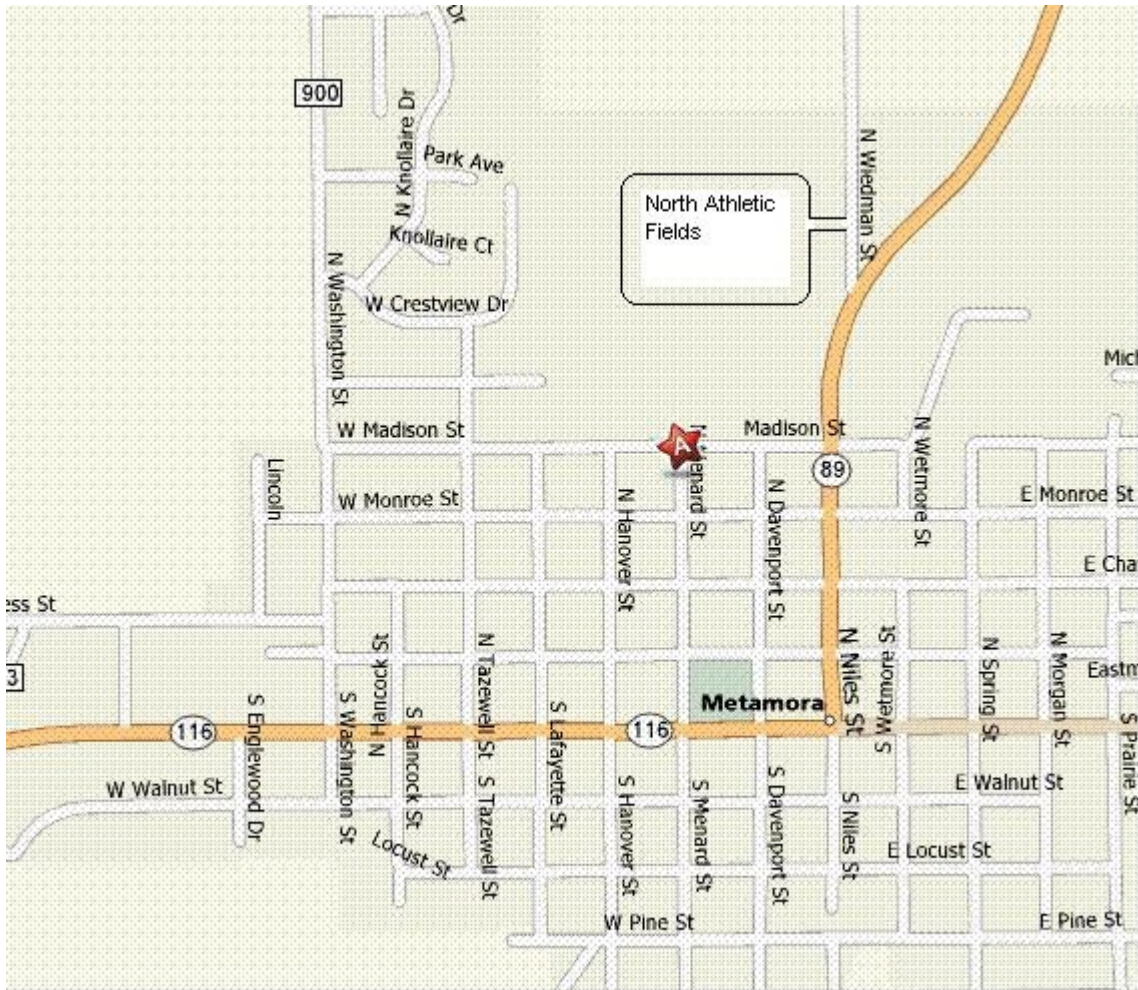 Dr
900
N Knollaire Dr
Park Ave
N Wiedman St
North Athletic
Fields
Knollaire Ct
N Washington St
W Crestview Dr
Mich
W Madison St
A
N Menard St
Madison St
N Wetmore St
89
Lincoln
W Monroe St
N Hanover St
N Davenport St
E Monroe St
E Cha
ess St
N Hancock St
N Tazewell St
N Niles St
S Wetmore St
N Spring St
N Morgan St
Eastm
3
S Englewood Dr
S Washington St
S Hancock St
S Lafayette St
Metamora
116
116
S Prairie St
W Walnut St
S Tazewell St
S Hanover St
S Menard St
S Davenport St
S Niles St
E Walnut St
Locust St
E Locust St
W Pine St
E Pine St